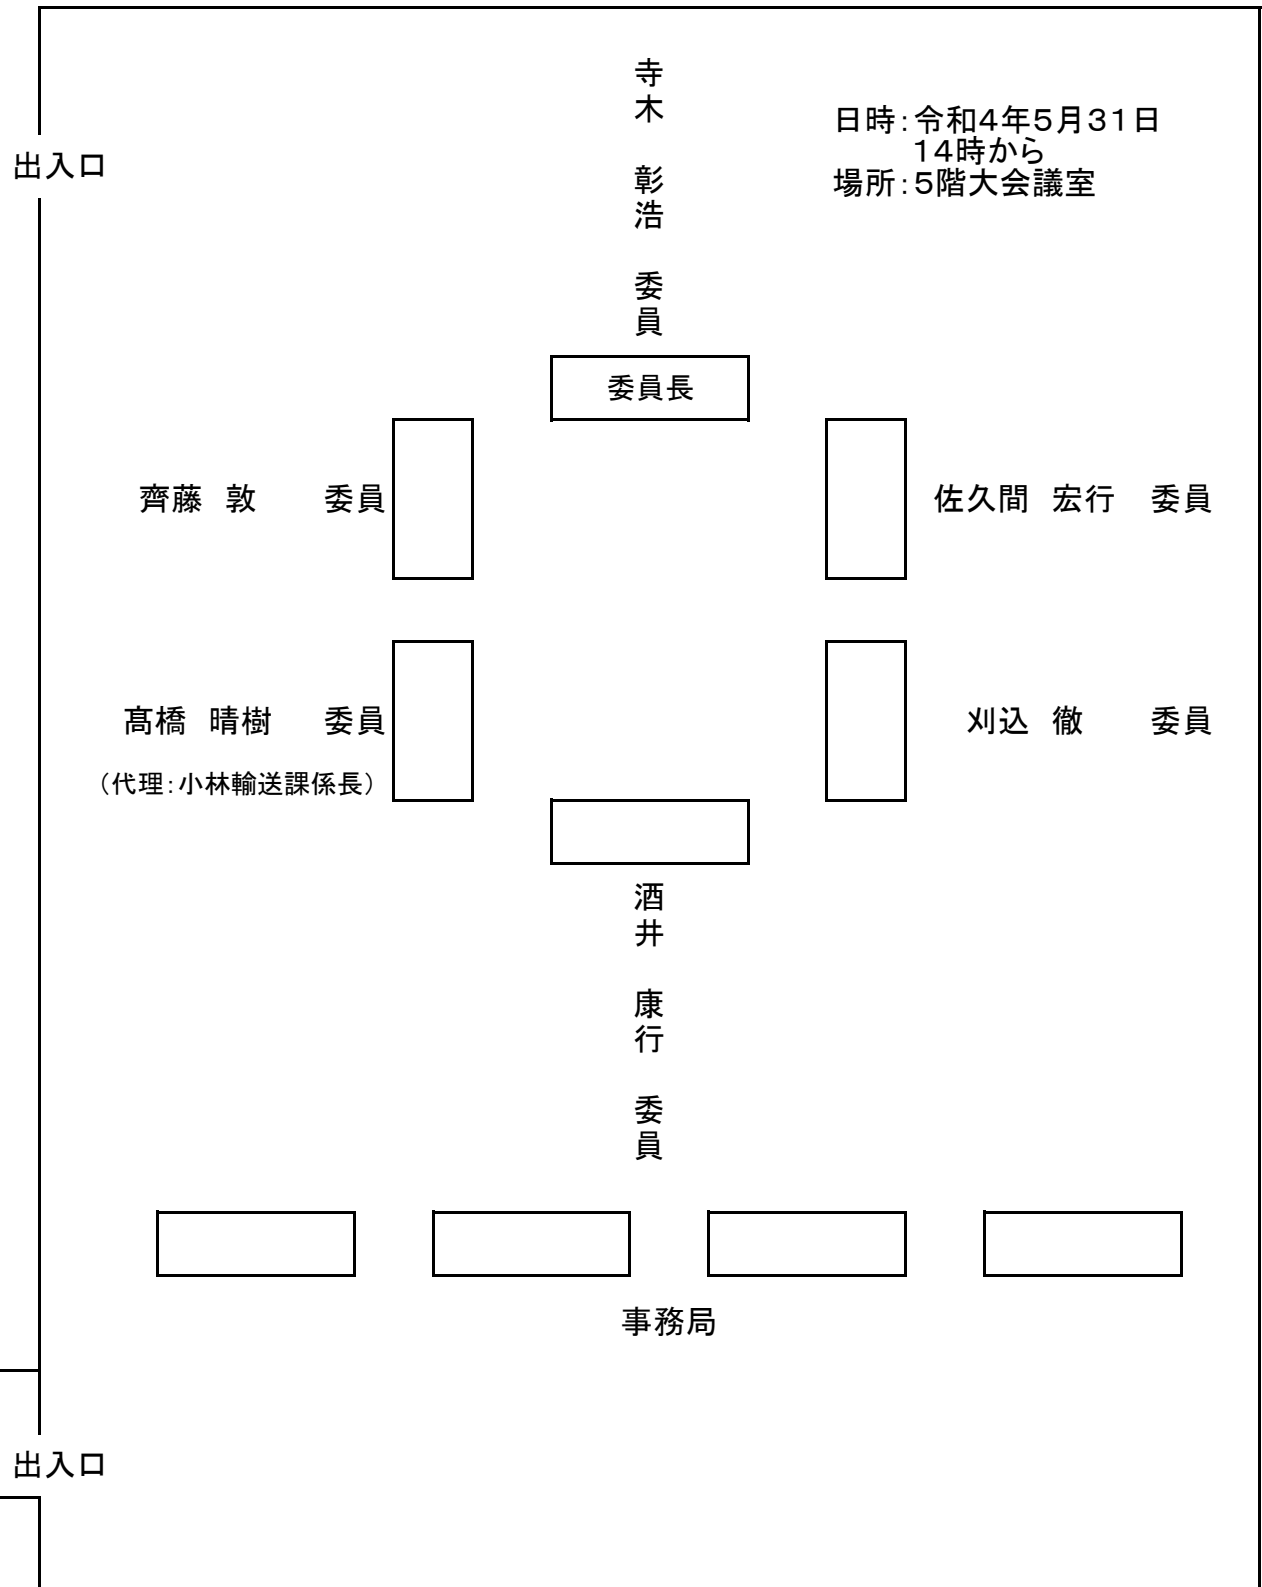 寺木　彰浩　委員
日時：令和4年5月31日
14時から
場所：5階大会議室
出入口
委員長
齊藤　敦　　委員
佐久間　宏行　委員
髙橋　晴樹　委員
刈込　徹　　委員
（代理：小林輸送課係長）
酒井　康行　委員
事務局
出入口